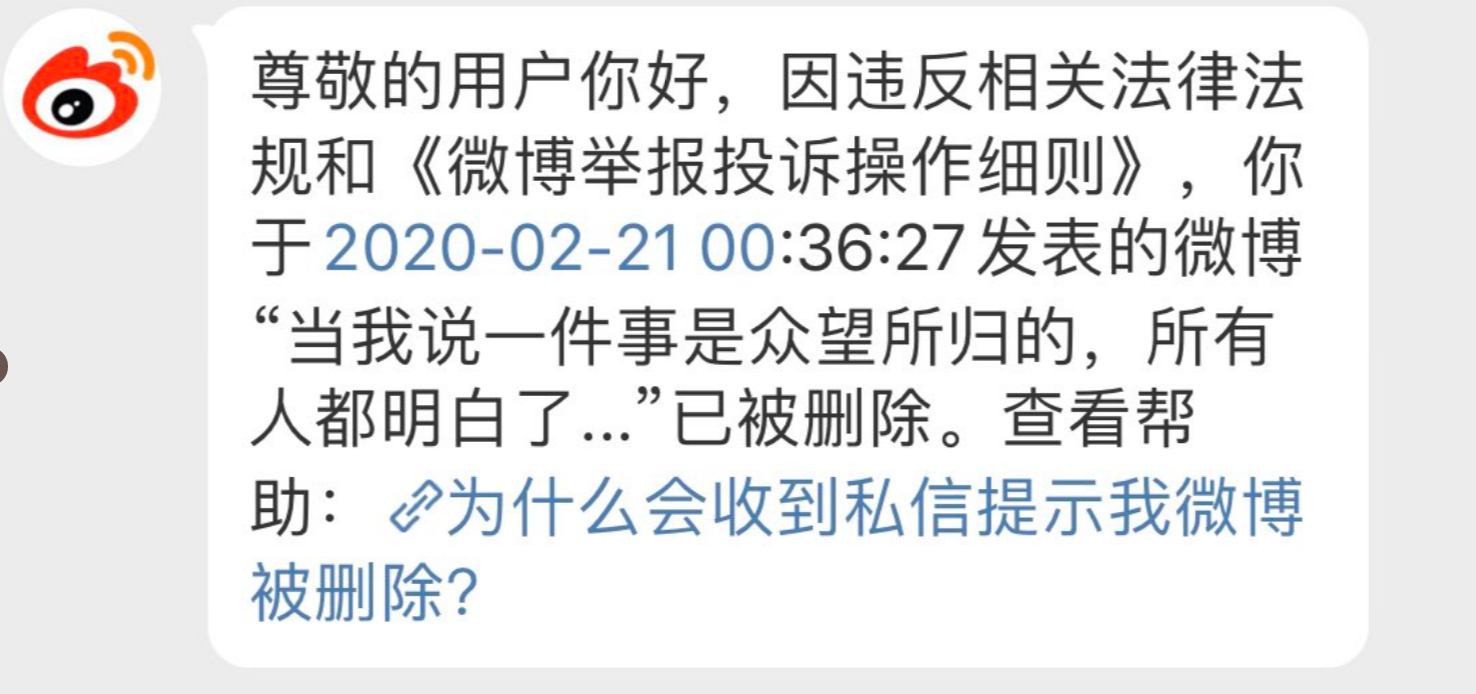 尊敬的用户你好，因违反相关法律法
规和《微博举报投诉操作细则》，你
于2020-02-21 00:36:27发表的微博
“当我说一件事是众望所归的，所有
人都明白了...”已被删除。查看帮
助：为什么会收到私信提示我微博
被删除?